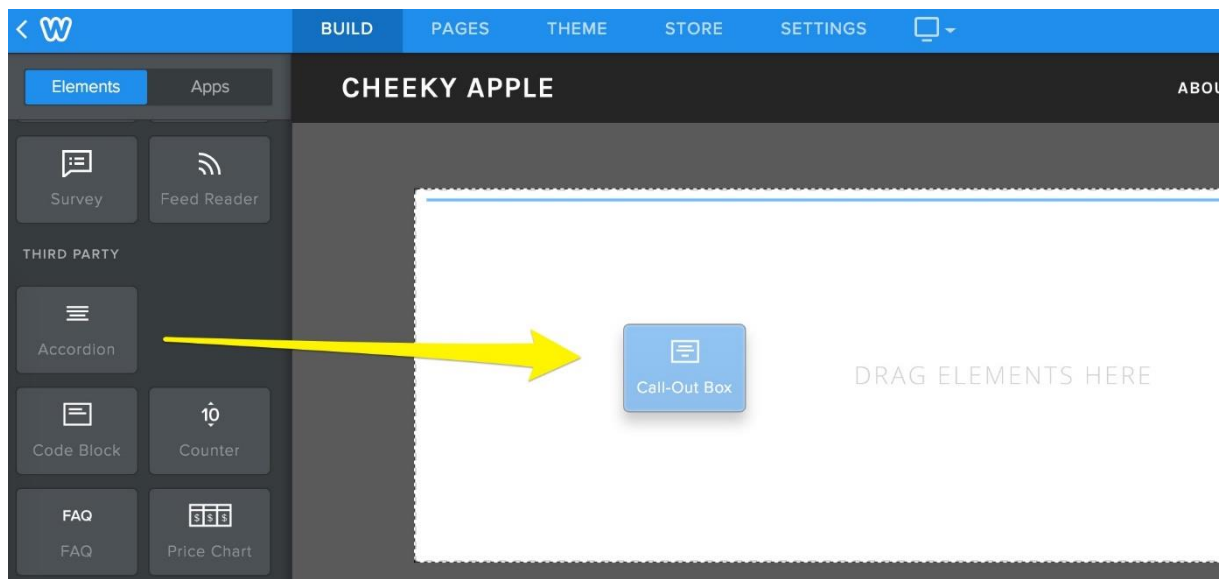 BUILD PAGES THEME STORE SETTINGS
Elements Apps
CHEEKY APPLE
Survey Feed Reader
THIRD PARTY
Accordion
Call-Out Box
DRAG ELEMENTS HERE
Code Block
10
Counter
FAQ
FAQ
$ $ $
Price Chart